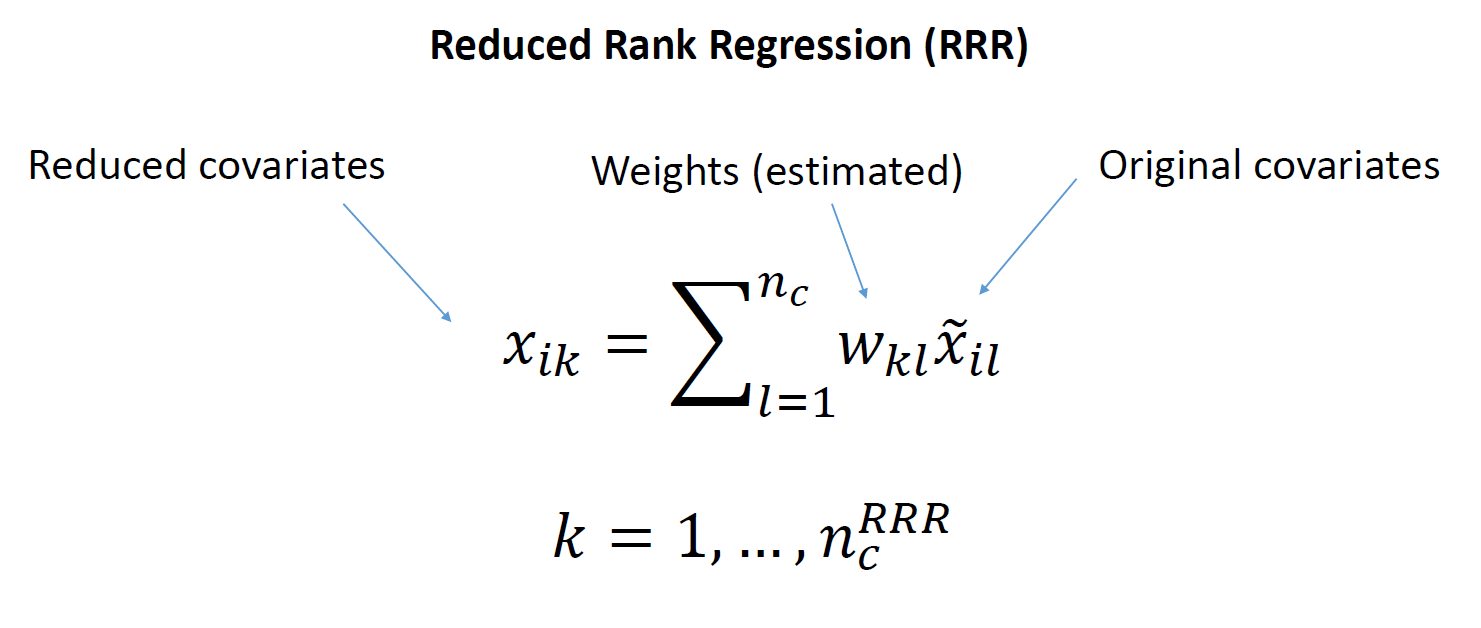 Reduced Rank Regression (RRR)
Reduced covariates
Weights (estimated)
Original covariates
$x_{ik} = \sum_{l=1}^{n_c} w_{kl} \tilde{x}_{il}$
$k = 1, \ldots, n_c^{RRR}$